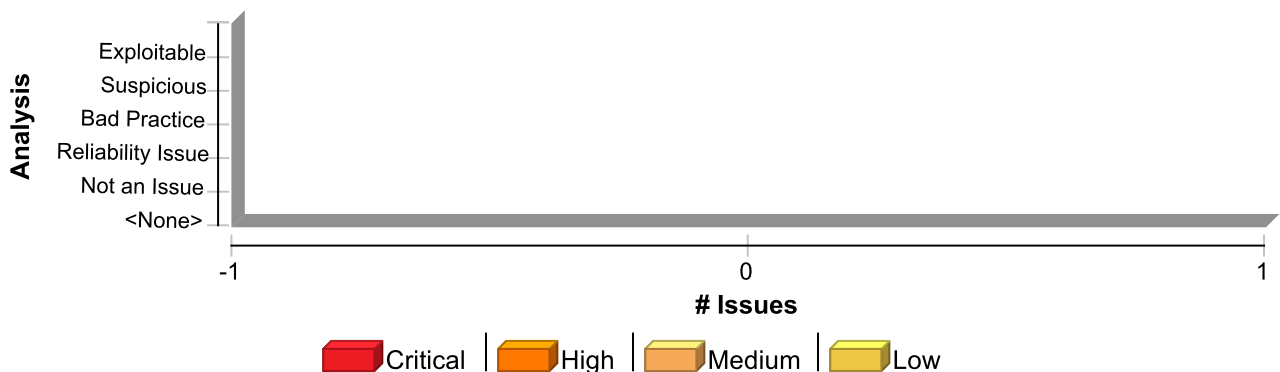 Analysis
Exploitable
Suspicious
Bad Practice
Reliability Issue
Not an Issue
<None>
-1 0 1
# Issues
Critical High Medium Low